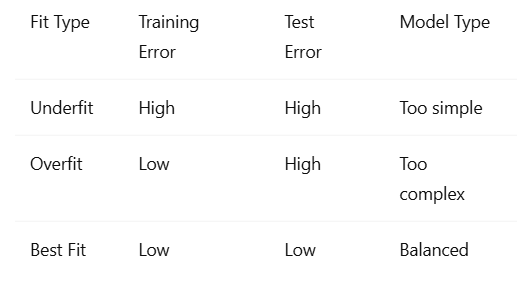 Fit Type Training Error Test Error Model Type
Underfit High High Too simple
Overfit Low High Too complex
Best Fit Low Low Balanced